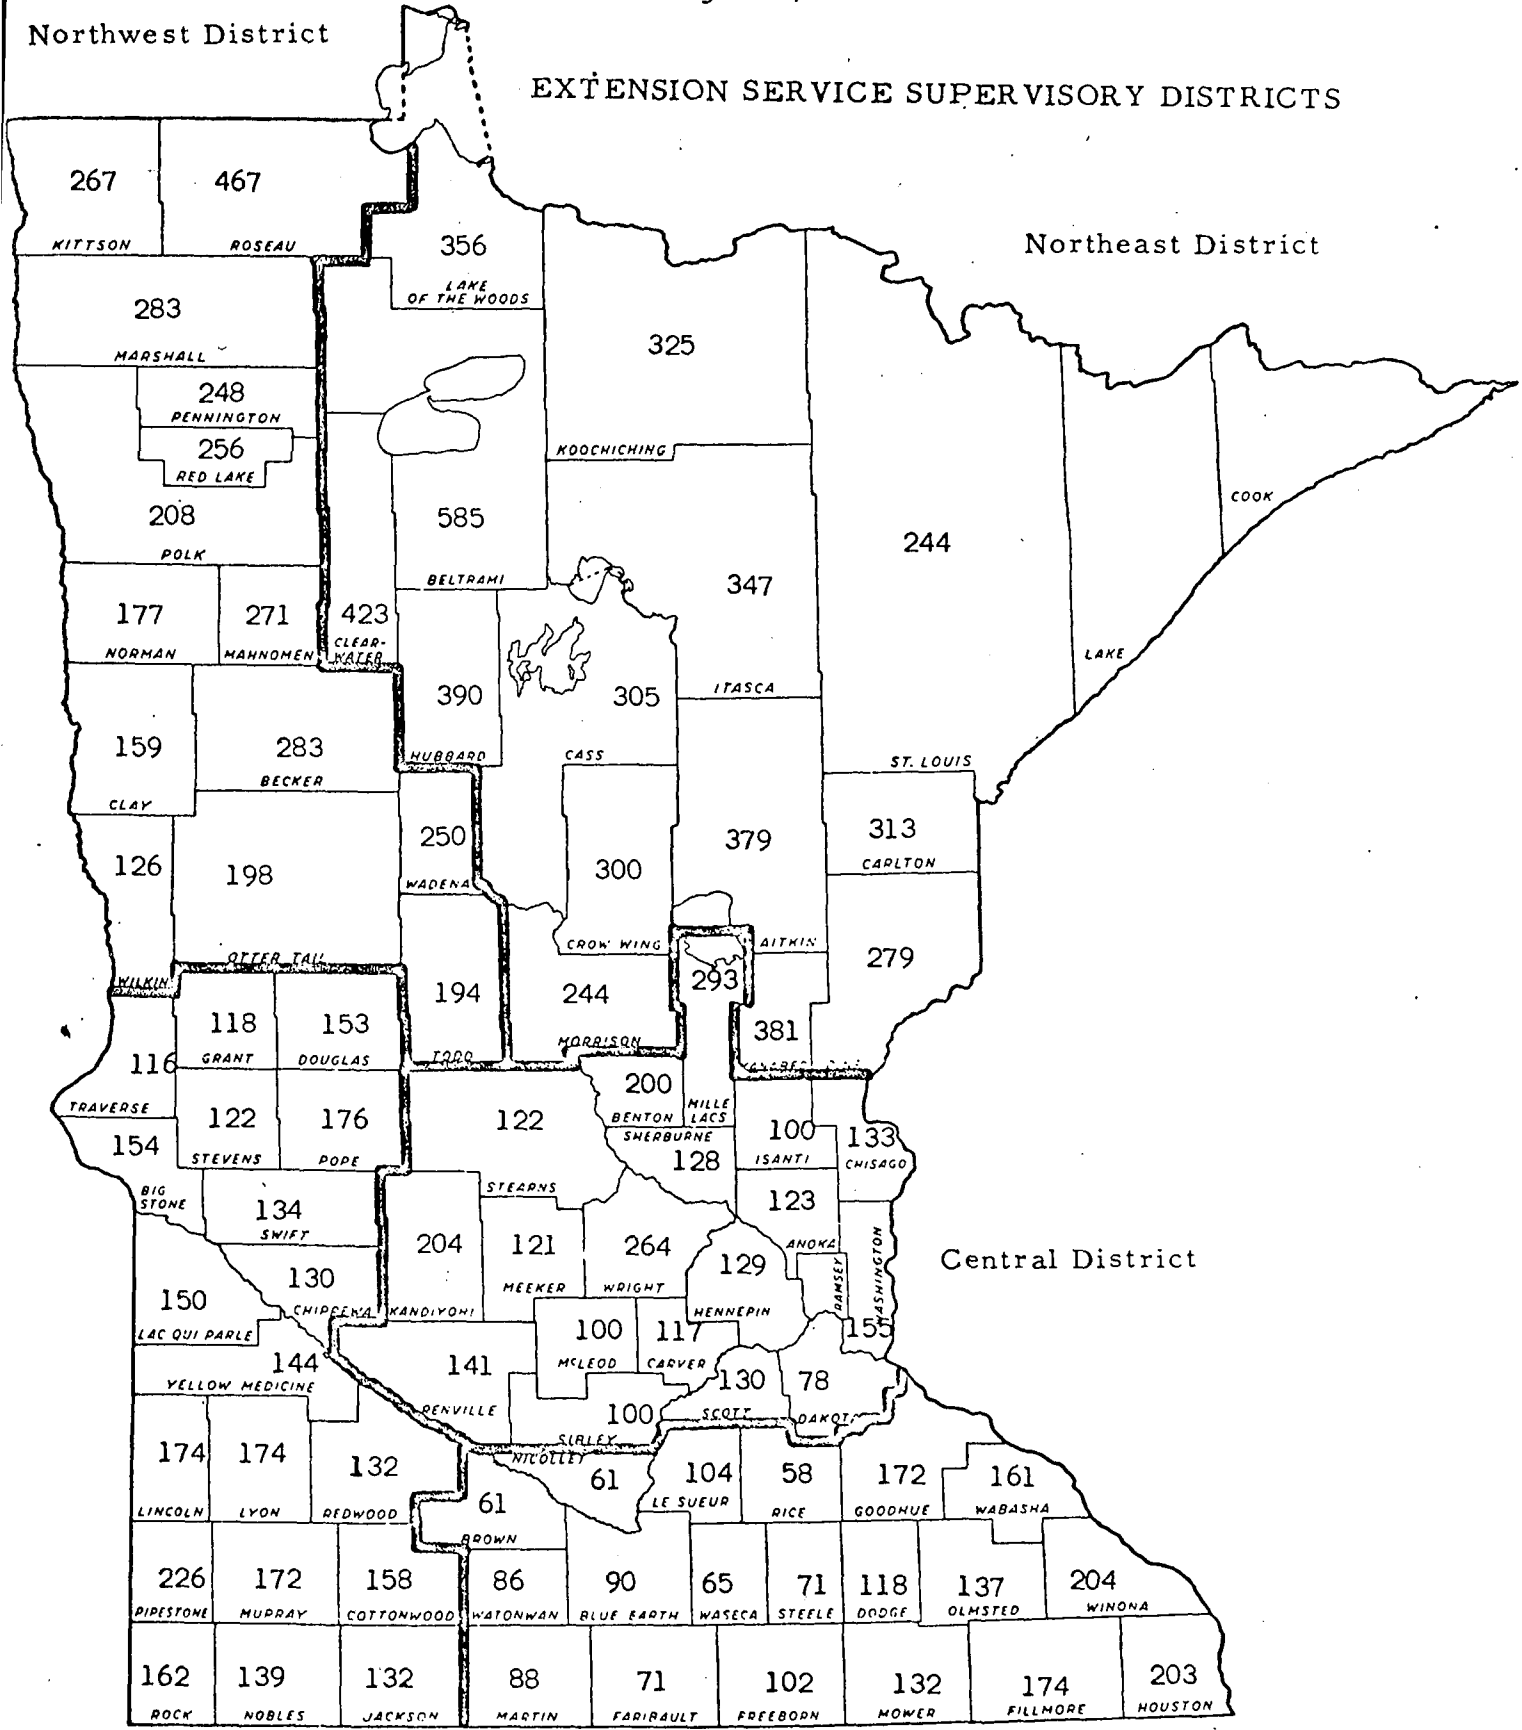 Northwest District
EXTENSION SERVICE SUPERVISORY DISTRICTS
267
467
KITTSON
ROSEAU
356
LAKE
OF THE WOODS
Northeast District
283
MARSHALL
325
KOOCHICHING
248
PENNINGTON
256
RED LAKE
208
POLK
585
BELTRAMI
COOK
244
ST. LOUIS
347
ITASCA
LAKE
177
NORMAN
271
MAHNOMEN
423
CLEAR-
WATER
390
HUBBARD
305
CASS
159
CLAY
283
BECKER
250
WADENA
300
CROW WING
379
AITKIN
313
CARLTON
126
WILKIN
198
OTTER TAIL
194
TODD
244
MORRISON
293
MILLE
LACS
279
381
KANABEC
118
GRANT
153
DOUGLAS
116
TRAVERSE
200
BENTON
122
STEVENS
176
POPE
122
STEARNS
SHERBURNE
128
100
ISANTI
133
CHISAGO
154
BIG
STONE
134
SWIFT
123
ANOKA
204
KANDIYOHI
121
MEEKER
264
WRIGHT
129
HENNEPIN
RAMSEY
WASHINGTON
155
Central District
130
CHIPPEWA
150
LAC QUI PARLE
144
YELLOW MEDICINE
141
RENVILLE
100
McLEOD
117
CARVER
130
SCOTT
78
DAKOTA
100
SIBLEY
174
LINCOLN
174
LYON
132
REDWOOD
61
BROWN
NICOLLET
61
104
LE SUEUR
58
RICE
172
GOODHUE
161
WABASHA
226
PIPESTONE
172
MURRAY
158
COTTONWOOD
86
WATONWAN
90
BLUE EARTH
65
WASECA
71
STEELE
118
DODGE
137
OLMSTED
204
WINONA
162
ROCK
139
NOBLES
132
JACKSON
88
MARTIN
71
FARIBAULT
102
FREEBORN
132
MOWER
174
FILLMORE
203
HOUSTON